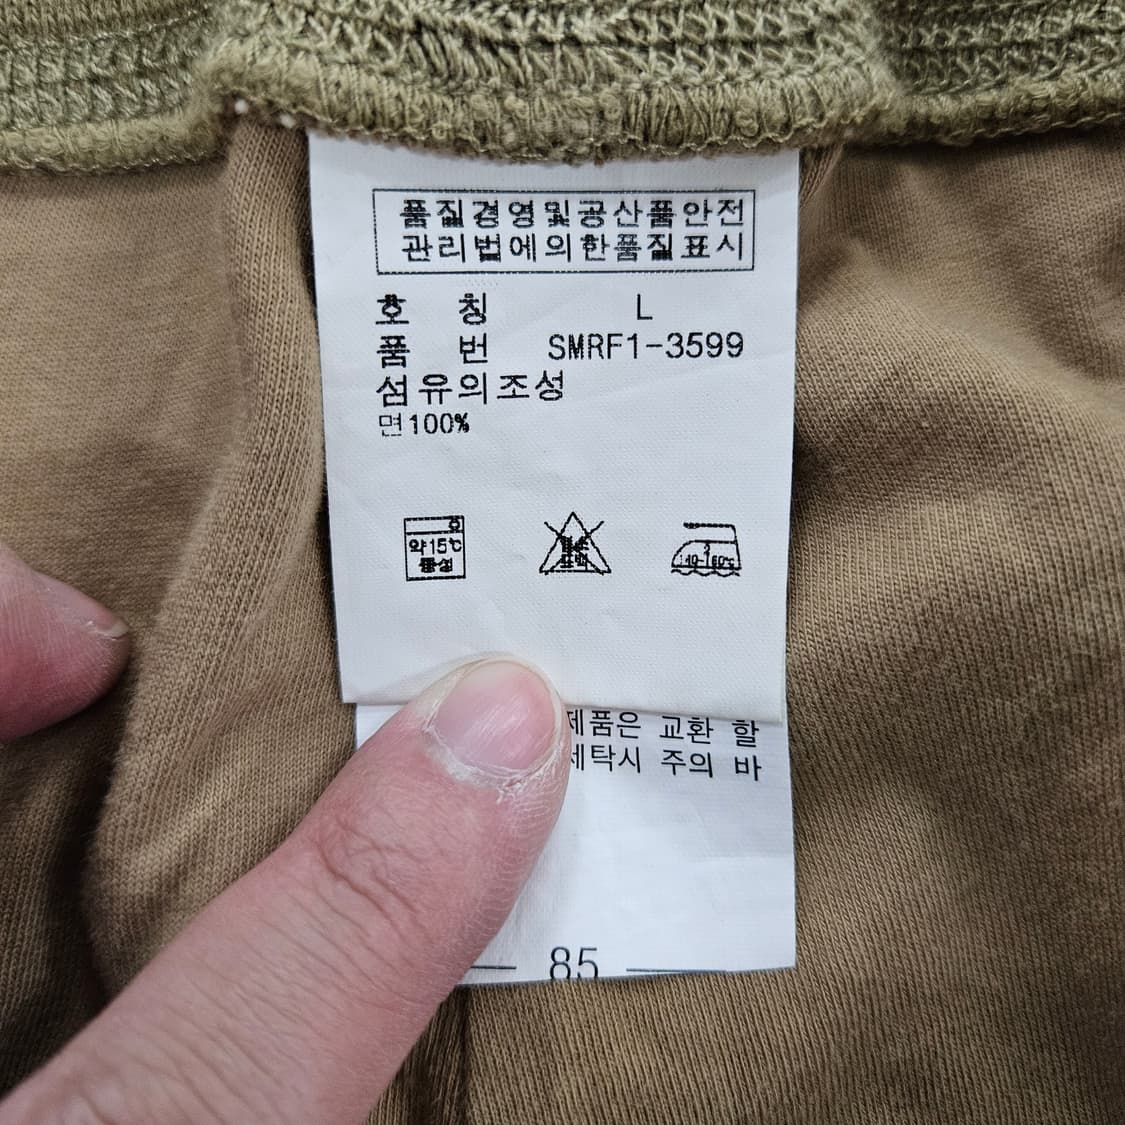 품질경영및공산품안전
관리법에의한품질표시
호 칭 L
품 번 SMRF1-3599
섬유의조성
면100%
약15℃
중성
제품은 교환 할
세탁시 주의 바
85